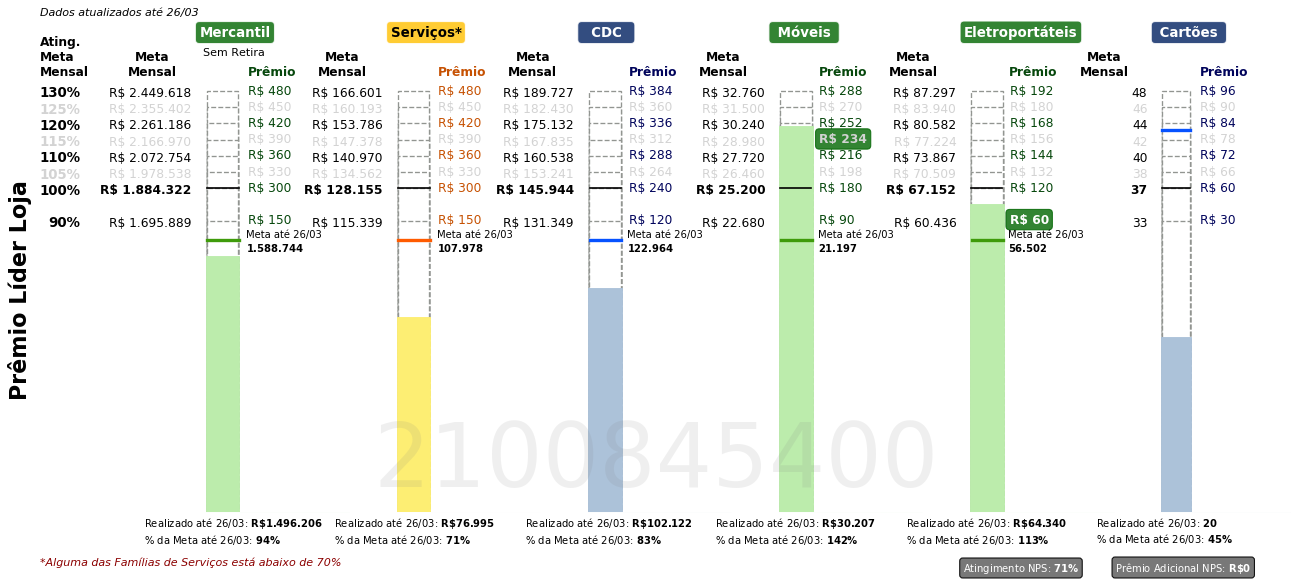 Dados atualizados até 26/03
Mercantil Serviços* CDC Móveis Eletroportáteis Cartões
Sem Retira
Ating. Meta Mensal
Meta Mensal Prêmio Meta Mensal Prêmio Meta Mensal Prêmio Meta Mensal Prêmio Meta Mensal Prêmio Meta Mensal Prêmio
130% R$ 2.449.618 R$ 480 R$ 166.601 R$ 480 R$ 189.727 R$ 384 R$ 32.760 R$ 288 R$ 87.297 R$ 192 48 R$ 96
125% R$ 2.355.402 R$ 450 R$ 160.193 R$ 450 R$ 182.430 R$ 360 R$ 31.500 R$ 270 R$ 83.940 R$ 180 46 R$ 90
120% R$ 2.261.186 R$ 420 R$ 153.786 R$ 420 R$ 175.132 R$ 336 R$ 30.240 R$ 252 R$ 80.582 R$ 168 44 R$ 84
115% R$ 2.166.970 R$ 390 R$ 147.378 R$ 390 R$ 167.835 R$ 312 R$ 28.980 R$ 234 R$ 77.224 R$ 156 42 R$ 78
110% R$ 2.072.754 R$ 360 R$ 140.970 R$ 360 R$ 160.538 R$ 288 R$ 27.720 R$ 216 R$ 73.867 R$ 144 40 R$ 72
105% R$ 1.978.538 R$ 330 R$ 134.562 R$ 330 R$ 153.241 R$ 264 R$ 26.460 R$ 198 R$ 70.509 R$ 132 38 R$ 66
100% R$ 1.884.322 R$ 300 R$ 128.155 R$ 300 R$ 145.944 R$ 240 R$ 25.200 R$ 180 R$ 67.152 R$ 120 37 R$ 60
90% R$ 1.695.889 R$ 150 R$ 115.339 R$ 150 R$ 131.349 R$ 120 R$ 22.680 R$ 90 R$ 60.436 R$ 60 33 R$ 30
Meta até 26/03 Meta até 26/03 Meta até 26/03 Meta até 26/03 Meta até 26/03
1.588.744 107.978 122.964 21.197 56.502
Prêmio Líder Loja
2100845400
Realizado até 26/03: R$1.496.206 Realizado até 26/03: R$76.995 Realizado até 26/03: R$102.122 Realizado até 26/03: R$30.207 Realizado até 26/03: R$64.340 Realizado até 26/03: 20
% da Meta até 26/03: 94% % da Meta até 26/03: 71% % da Meta até 26/03: 83% % da Meta até 26/03: 142% % da Meta até 26/03: 113% % da Meta até 26/03: 45%
*Alguma das Famílias de Serviços está abaixo de 70%
Atingimento NPS: 71% Prêmio Adicional NPS: R$0